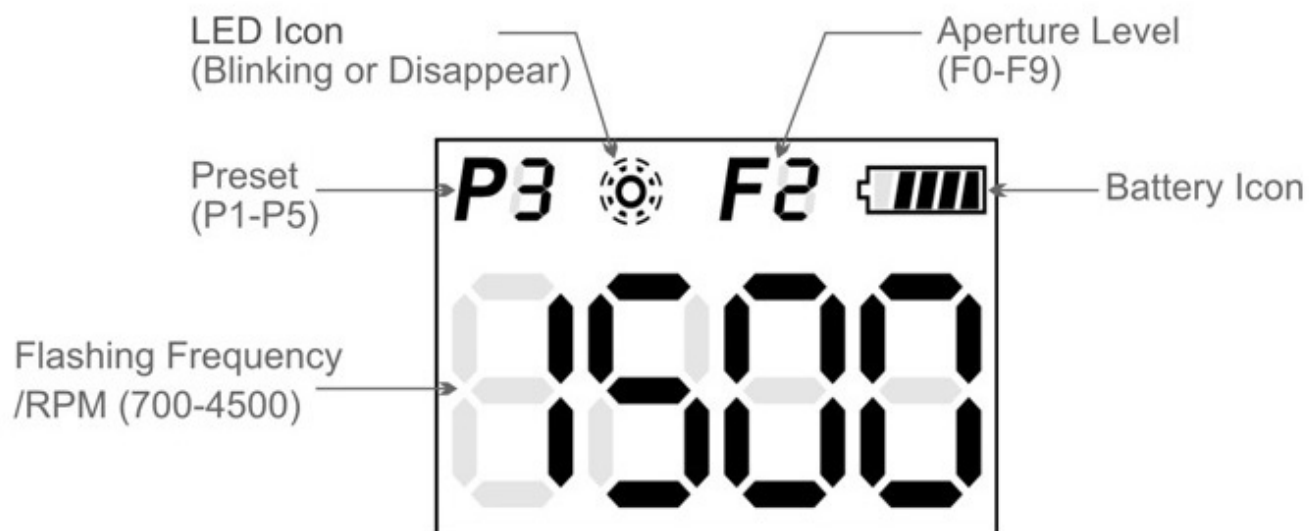 LED Icon
(Blinking or Disappear)
Aperture Level
(F0-F9)
Preset
(P1-P5)
P3
F2
Battery Icon
1500
Flashing Frequency
/RPM (700-4500)